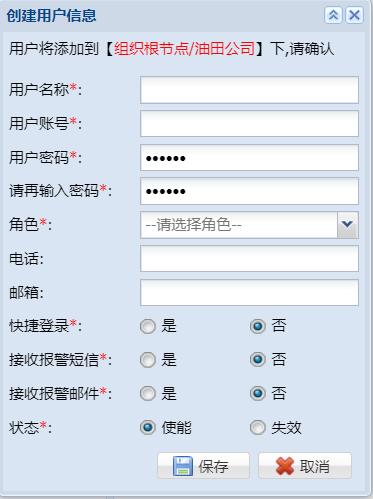 创建用户信息
用户将添加到【组织根节点/油田公司】下,请确认
用户名称*:
用户账号*:
用户密码*: ••••••
请再输入密码*: ••••••
角色*: --请选择角色--
电话:
邮箱:
快捷登录*: 是 否
接收报警短信*: 是 否
接收报警邮件*: 是 否
状态*: 使能 失效
保存 取消